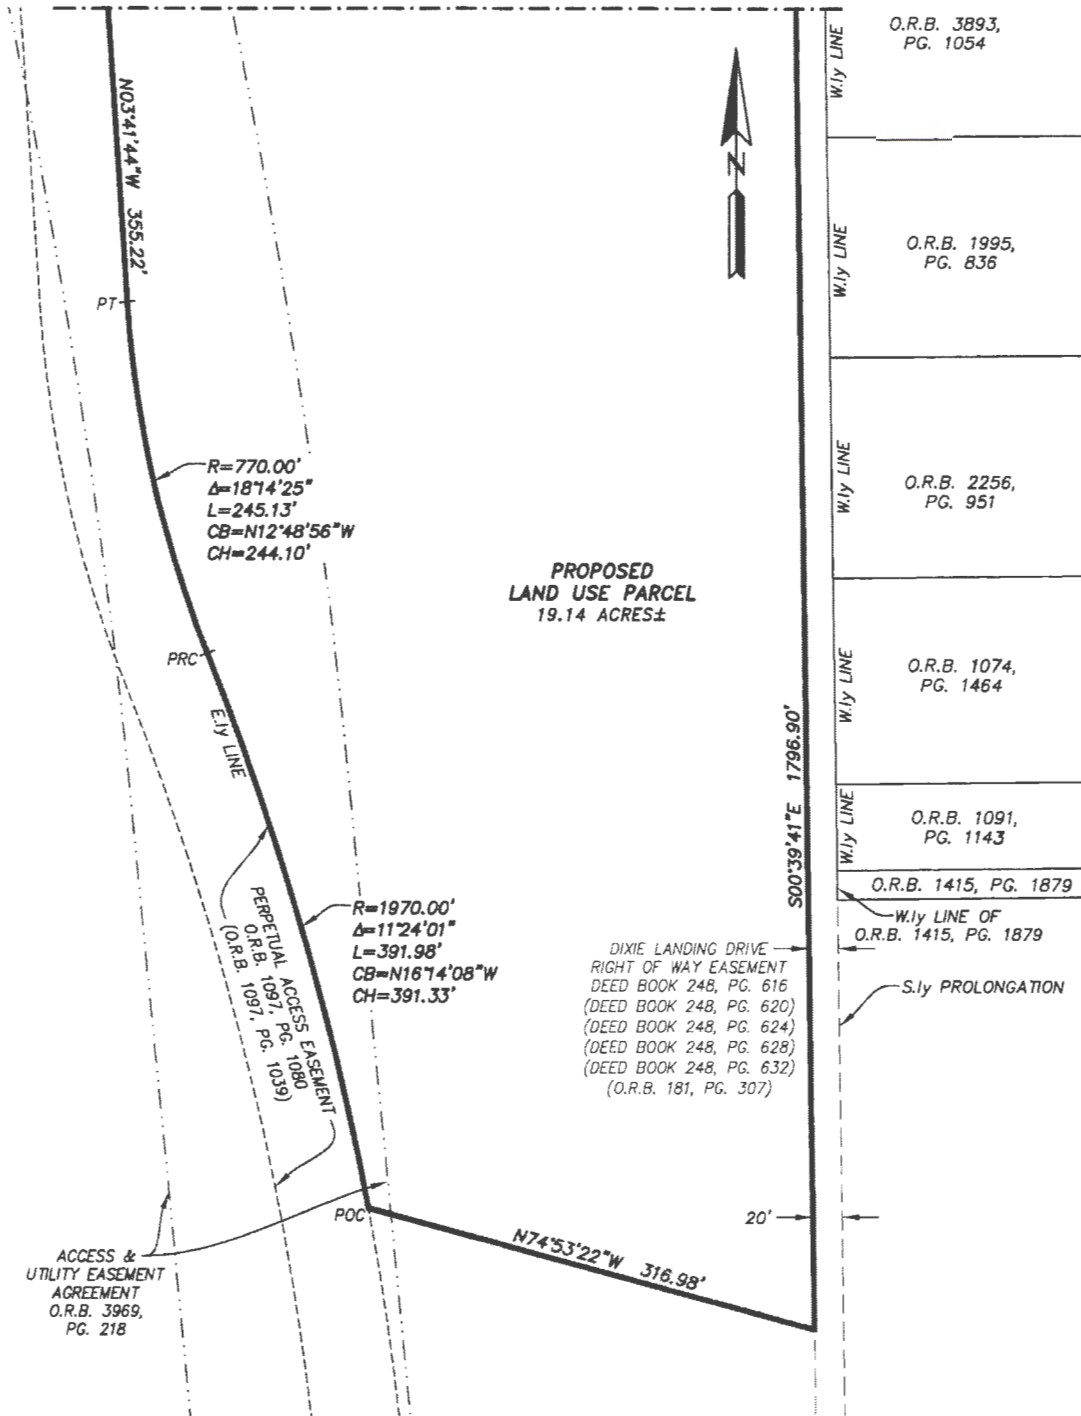 O.R.B. 3893,
PG. 1054
W.ly LINE
N03°41'44"W 355.22'
N
W.ly LINE
O.R.B. 1995,
PG. 836
PT
R=770.00'
Δ=18°14'25"
L=245.13'
CB=N12°48'56"W
CH=244.10'
W.ly LINE
O.R.B. 2256,
PG. 951
PROPOSED
LAND USE PARCEL
19.14 ACRES±
PRC
E.ly LINE
W.ly LINE
O.R.B. 1074,
PG. 1464
S00°39'41"E 1796.90'
W.ly LINE
O.R.B. 1091,
PG. 1143
O.R.B. 1415, PG. 1879
W.ly LINE OF
O.R.B. 1415, PG. 1879
PERPETUAL ACCESS EASEMENT
O.R.B. 1097, PG. 1080
(O.R.B. 1097, PG. 1039)
R=1970.00'
Δ=11°24'01"
L=391.98'
CB=N16°14'08"W
CH=391.33'
DIXIE LANDING DRIVE
RIGHT OF WAY EASEMENT
DEED BOOK 248, PG. 616
(DEED BOOK 248, PG. 620)
(DEED BOOK 248, PG. 624)
(DEED BOOK 248, PG. 628)
(DEED BOOK 248, PG. 632)
(O.R.B. 181, PG. 307)
S.ly PROLONGATION
POC
20'
N74°53'22"W 316.98'
ACCESS &
UTILITY EASEMENT
AGREEMENT
O.R.B. 3969,
PG. 218